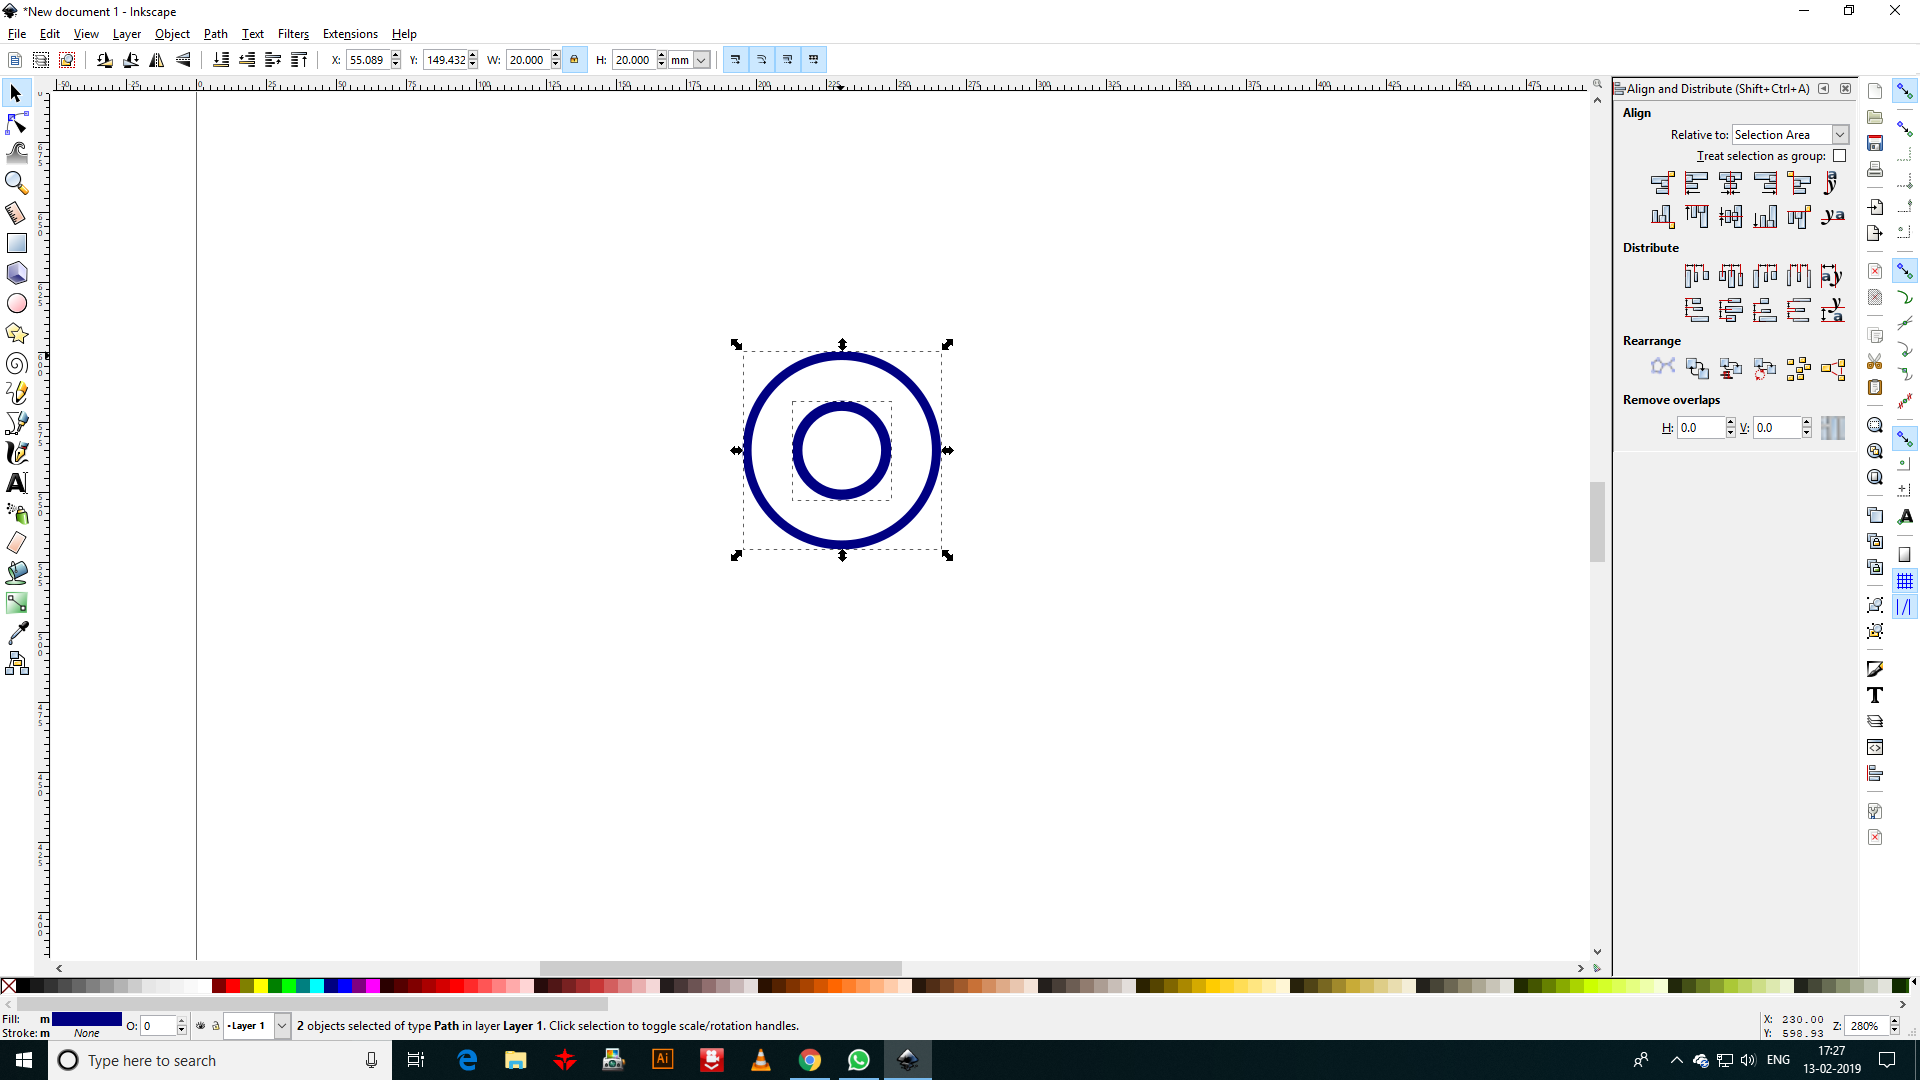 *New document 1 - Inkscape
File Edit View Layer Object Path Text Filters Extensions Help
X: 55.089 Y: 149.432 W: 20.000 H: 20.000 mm
Align and Distribute (Shift+Ctrl+A)
Align
Relative to: Selection Area
Treat selection as group:
Distribute
Rearrange
Remove overlaps
H: 0.0 V: 0.0
Fill: m
Stroke: m None
O: 0
•Layer 1
2 objects selected of type Path in layer Layer 1. Click selection to toggle scale/rotation handles.
X: 230.00
Y: 598.93
Z: 280%
Type here to search
Ai
ENG
17:27
13-02-2019